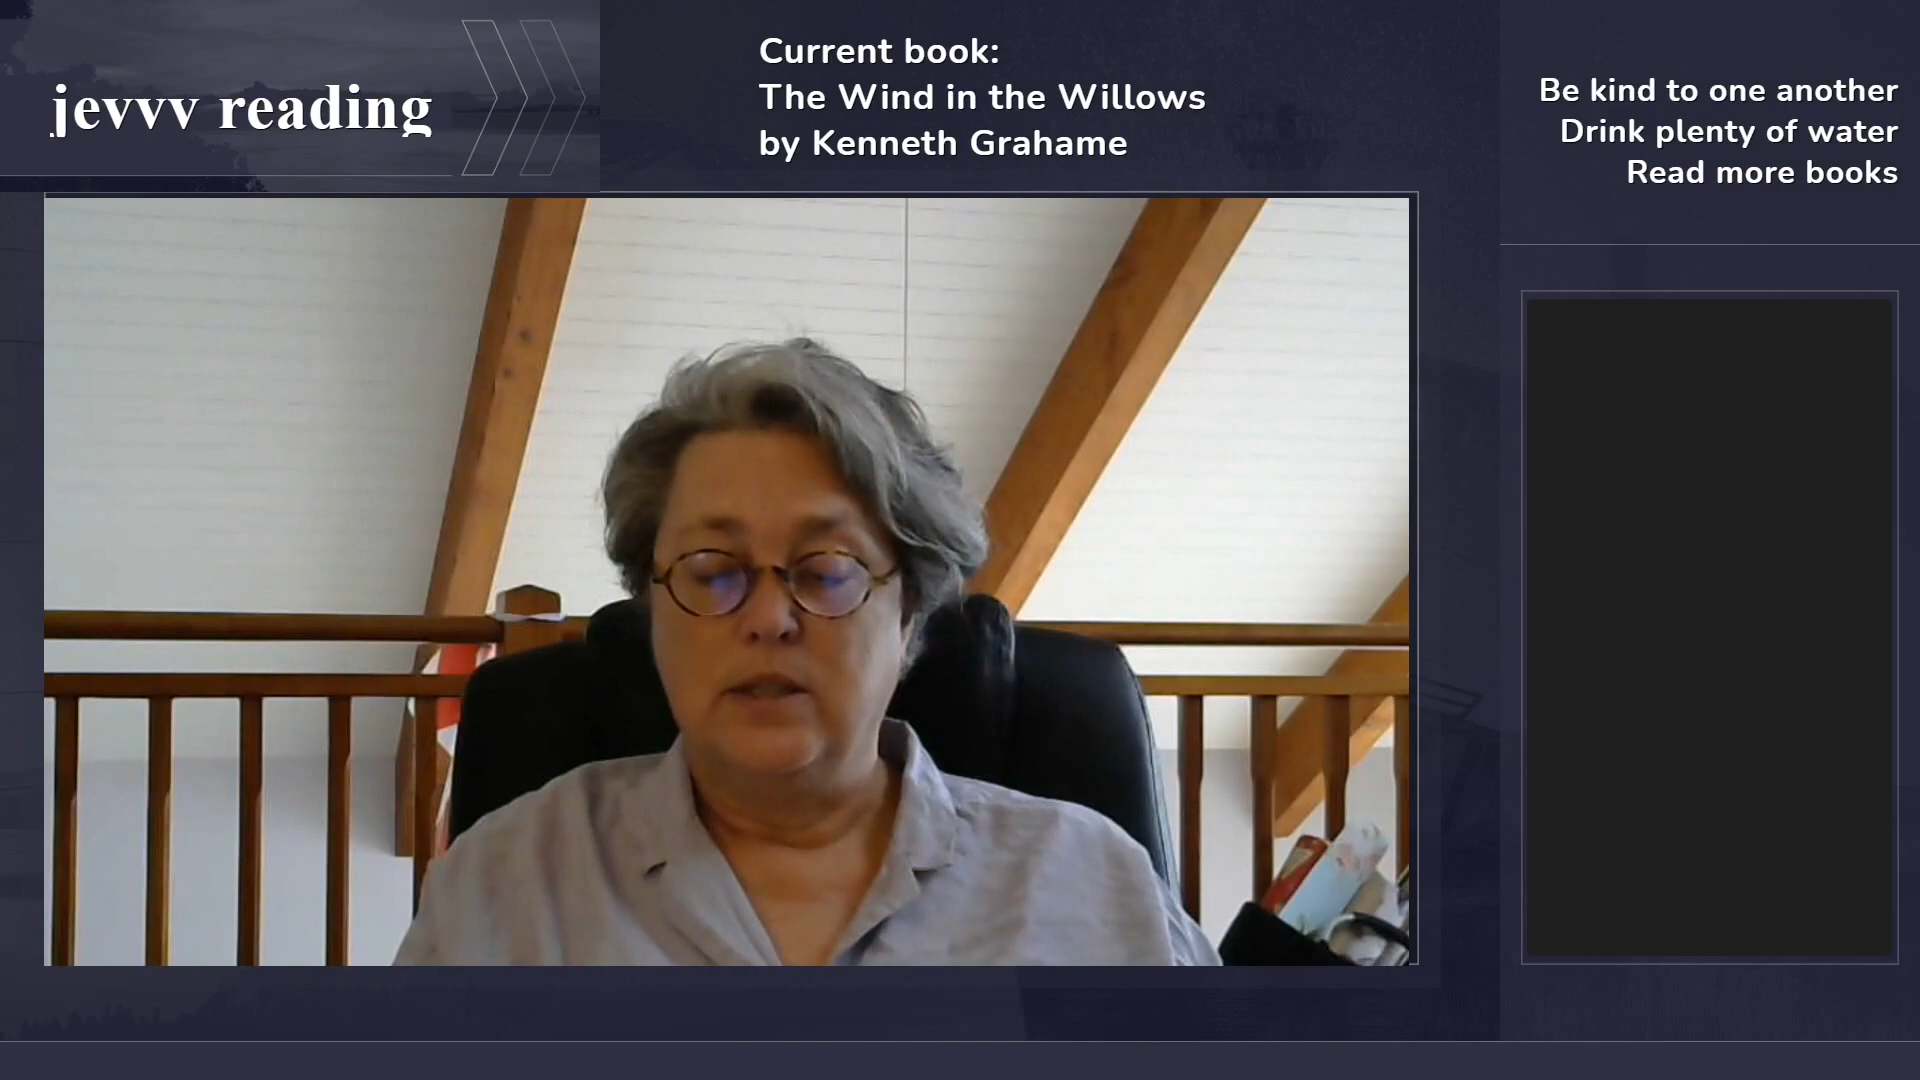 jevvv reading
Current book:
The Wind in the Willows
by Kenneth Grahame
Be kind to one another
Drink plenty of water
Read more books